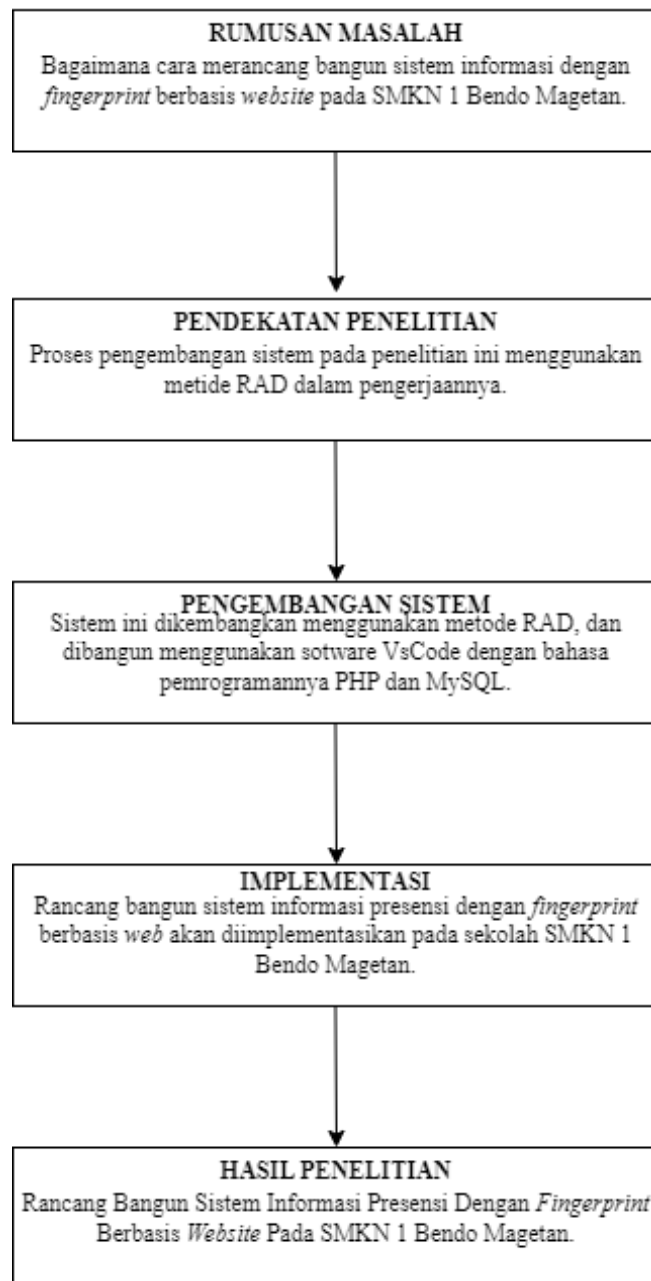 RUMUSAN MASALAH
Bagaimana cara merancang bangun sistem informasi dengan
fingerprint berbasis website pada SMKN 1 Bendo Magetan.
PENDEKATAN PENELITIAN
Proses pengembangan sistem pada penelitian ini menggunakan
metide RAD dalam pengerjaannya.
PENGEMBANGAN SISTEM
Sistem ini dikembangkan menggunakan metode RAD, dan
dibangun menggunakan sotware VsCode dengan bahasa
pemrogramannya PHP dan MySQL.
IMPLEMENTASI
Rancang bangun sistem informasi presensi dengan fingerprint
berbasis web akan diimplementasikan pada sekolah SMKN 1
Bendo Magetan.
HASIL PENELITIAN
Rancang Bangun Sistem Informasi Presensi Dengan Fingerprint
Berbasis Website Pada SMKN 1 Bendo Magetan.